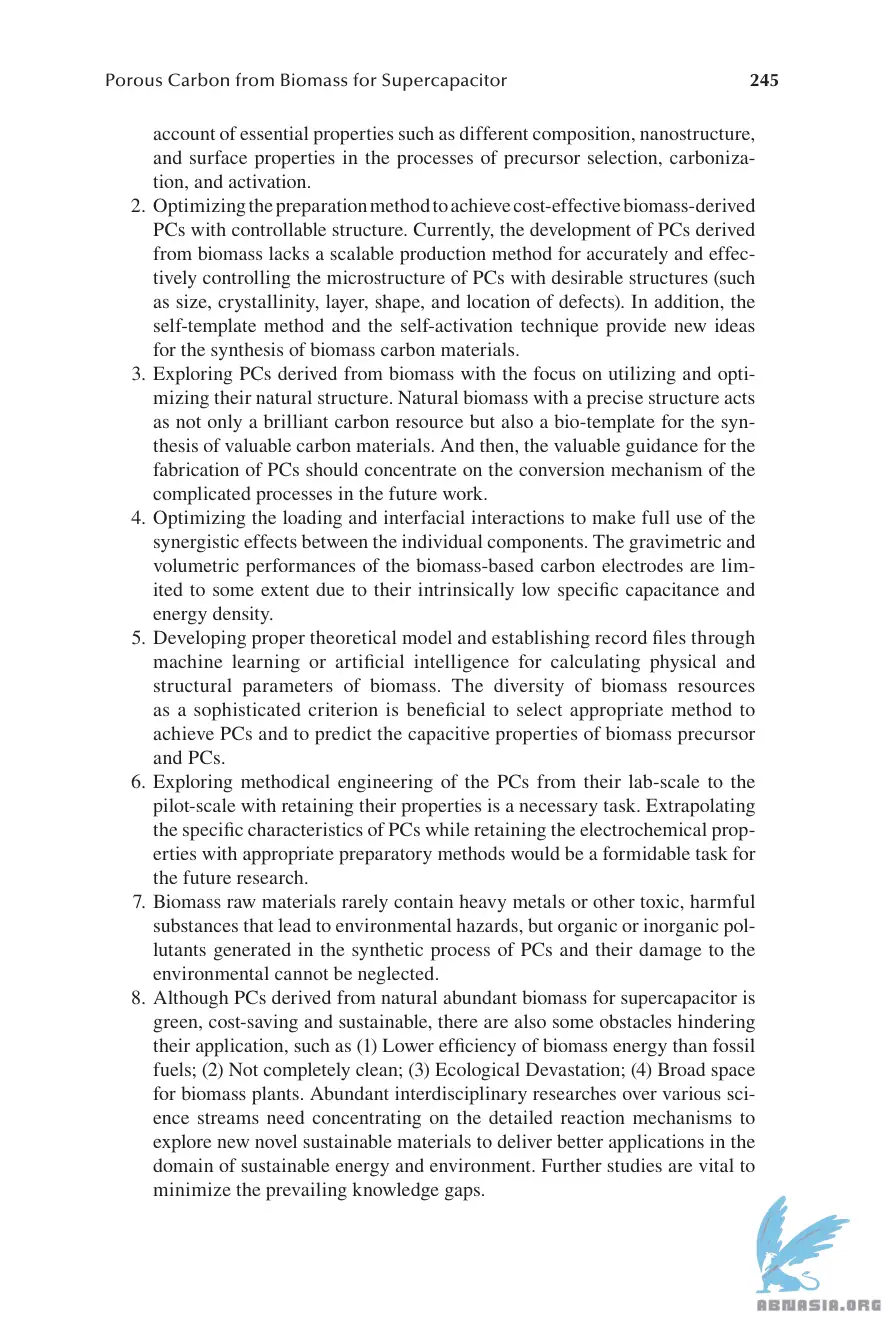 Porous Carbon from Biomass for Supercapacitor 245
account of essential properties such as different composition, nanostructure,
and surface properties in the processes of precursor selection, carboniza-
tion, and activation.
2. Optimizing the preparation method to achieve cost-effective biomass-derived
PCs with controllable structure. Currently, the development of PCs derived
from biomass lacks a scalable production method for accurately and effec-
tively controlling the microstructure of PCs with desirable structures (such
as size, crystallinity, layer, shape, and location of defects). In addition, the
self-template method and the self-activation technique provide new ideas
for the synthesis of biomass carbon materials.
3. Exploring PCs derived from biomass with the focus on utilizing and opti-
mizing their natural structure. Natural biomass with a precise structure acts
as not only a brilliant carbon resource but also a bio-template for the syn-
thesis of valuable carbon materials. And then, the valuable guidance for the
fabrication of PCs should concentrate on the conversion mechanism of the
complicated processes in the future work.
4. Optimizing the loading and interfacial interactions to make full use of the
synergistic effects between the individual components. The gravimetric and
volumetric performances of the biomass-based carbon electrodes are lim-
ited to some extent due to their intrinsically low specific capacitance and
energy density.
5. Developing proper theoretical model and establishing record files through
machine learning or artificial intelligence for calculating physical and
structural parameters of biomass. The diversity of biomass resources
as a sophisticated criterion is beneficial to select appropriate method to
achieve PCs and to predict the capacitive properties of biomass precursor
and PCs.
6. Exploring methodical engineering of the PCs from their lab-scale to the
pilot-scale with retaining their properties is a necessary task. Extrapolating
the specific characteristics of PCs while retaining the electrochemical prop-
erties with appropriate preparatory methods would be a formidable task for
the future research.
7. Biomass raw materials rarely contain heavy metals or other toxic, harmful
substances that lead to environmental hazards, but organic or inorganic pol-
lutants generated in the synthetic process of PCs and their damage to the
environmental cannot be neglected.
8. Although PCs derived from natural abundant biomass for supercapacitor is
green, cost-saving and sustainable, there are also some obstacles hindering
their application, such as (1) Lower efficiency of biomass energy than fossil
fuels; (2) Not completely clean; (3) Ecological Devastation; (4) Broad space
for biomass plants. Abundant interdisciplinary researches over various sci-
ence streams need concentrating on the detailed reaction mechanisms to
explore new novel sustainable materials to deliver better applications in the
domain of sustainable energy and environment. Further studies are vital to
minimize the prevailing knowledge gaps.
ABNASIA.ORG